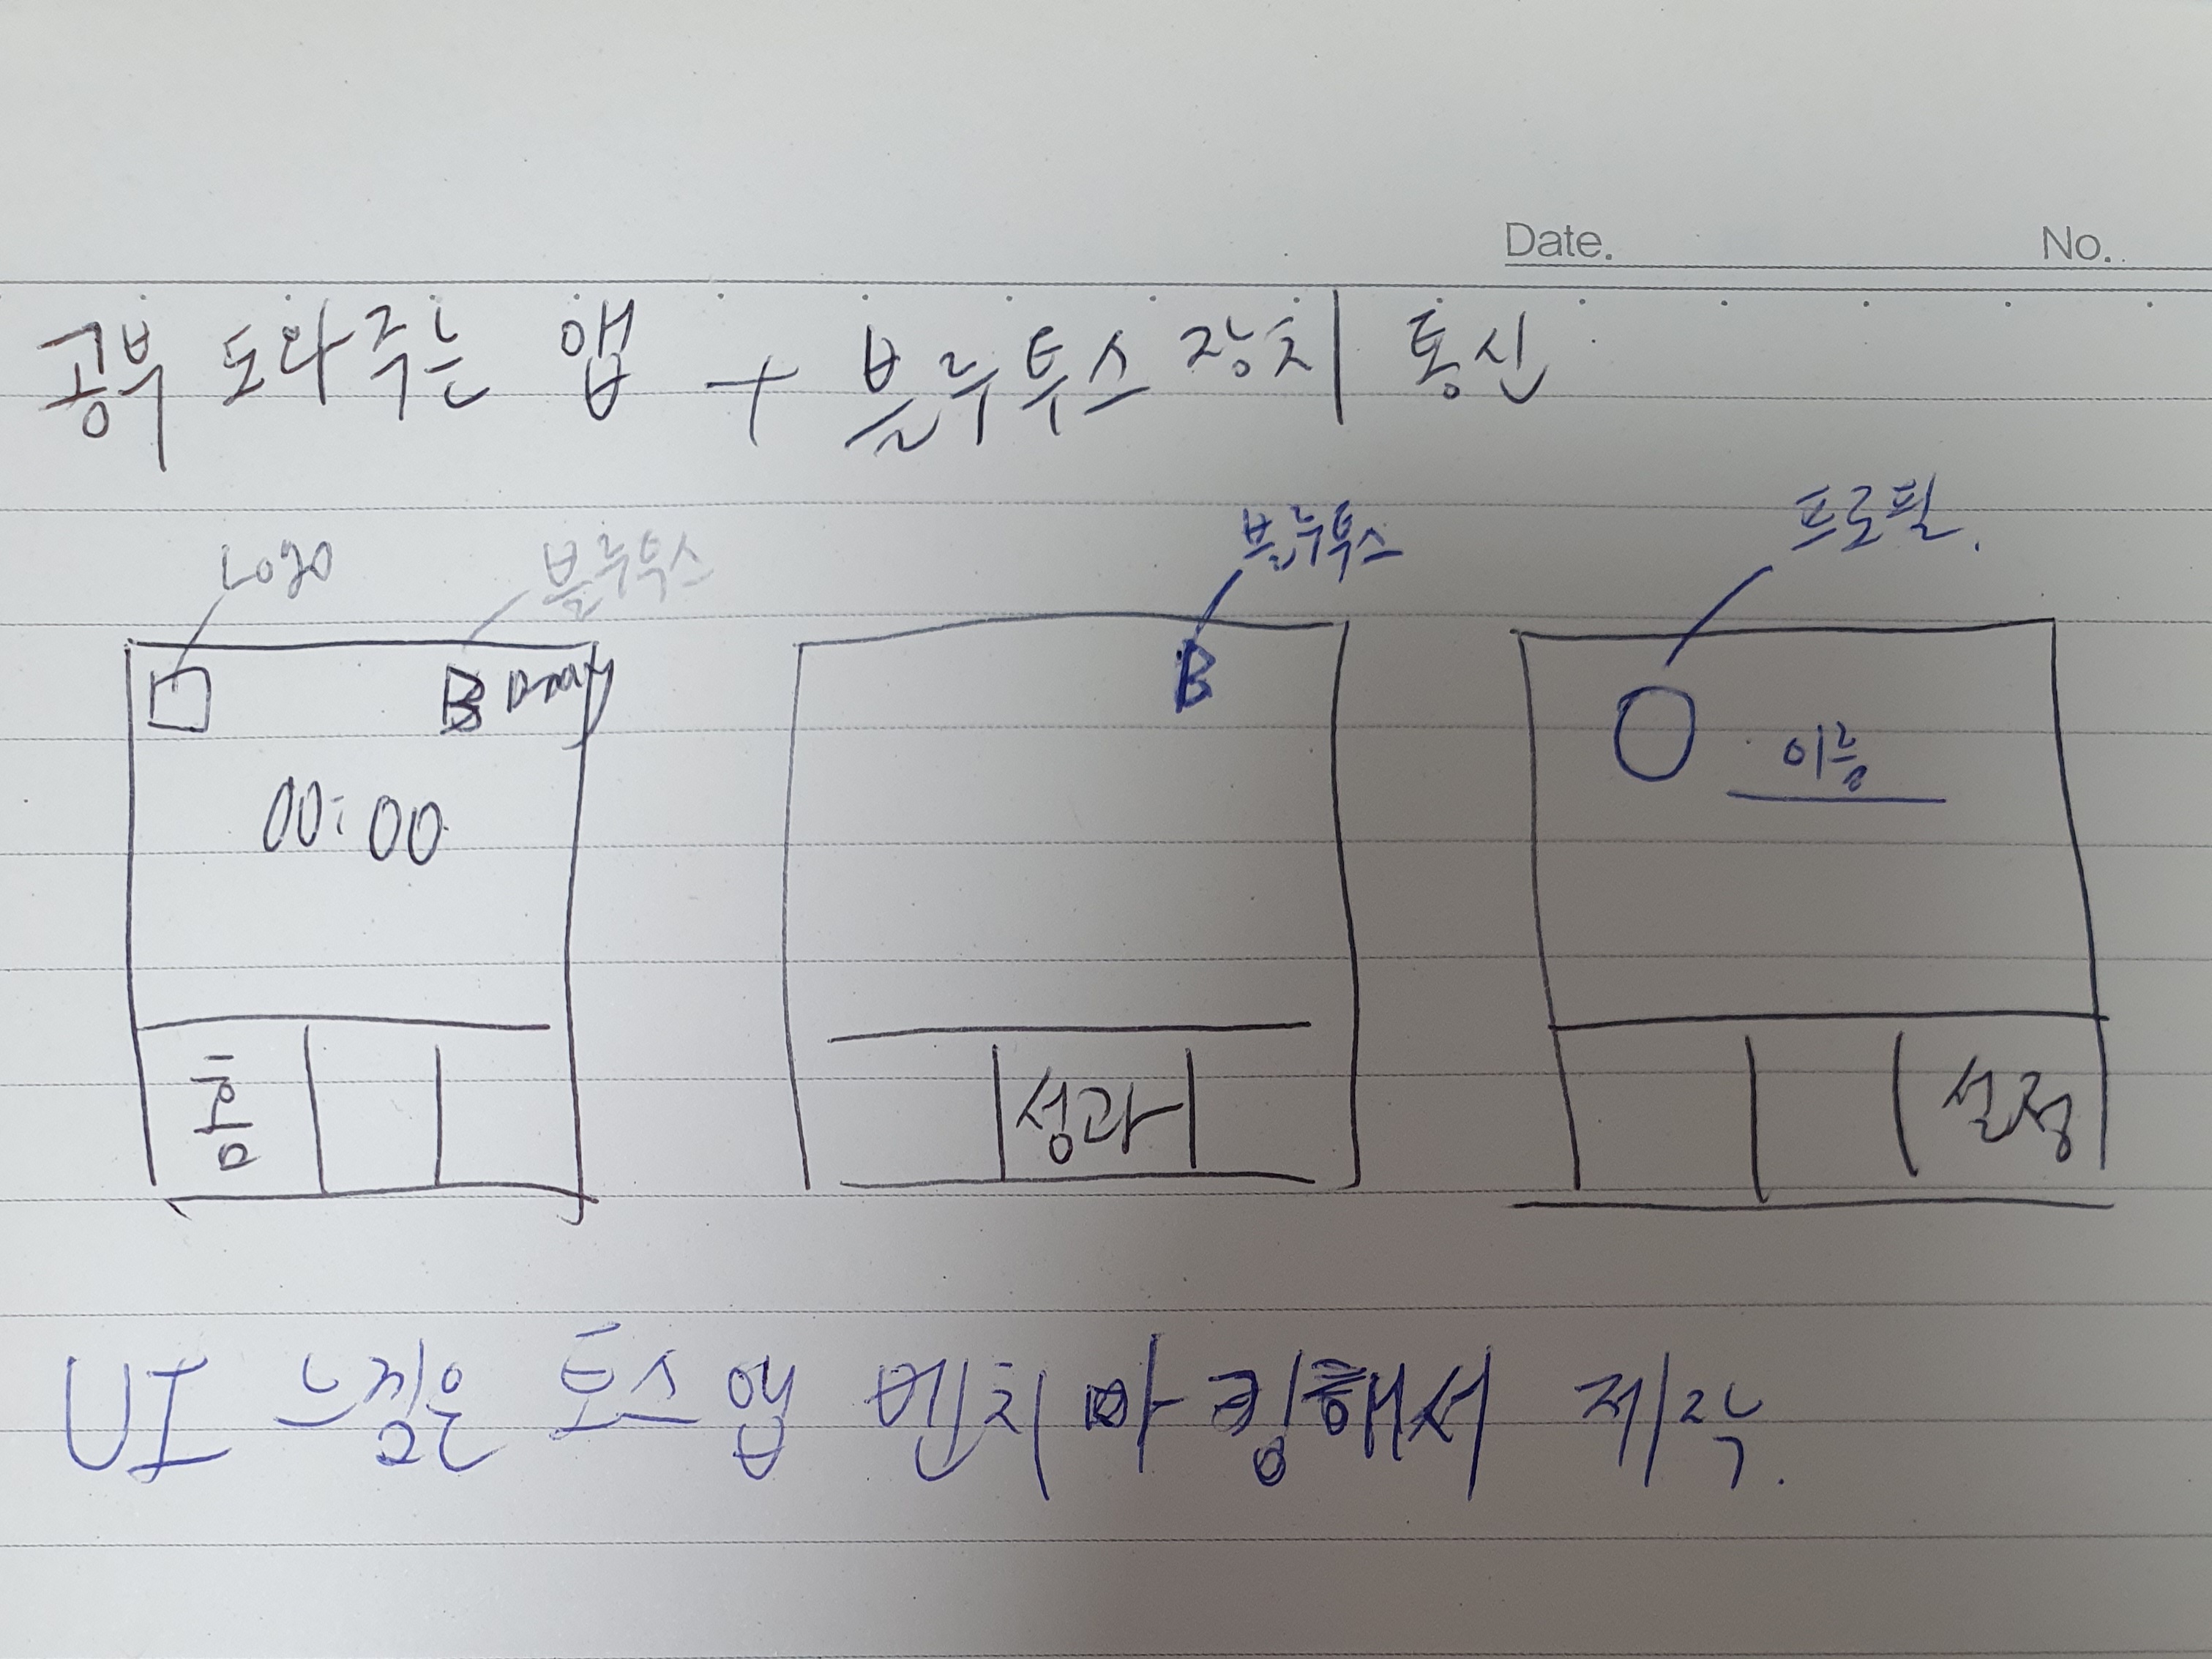 Date. No.
공부 도와주는 앱 + 블루투스 장치 통신
Logo 블루투스 블루투스 프로필.
B B
00:00 이름
메인 성과 설정
UI 느낌은 토스앱 벤치마킹해서 제작.